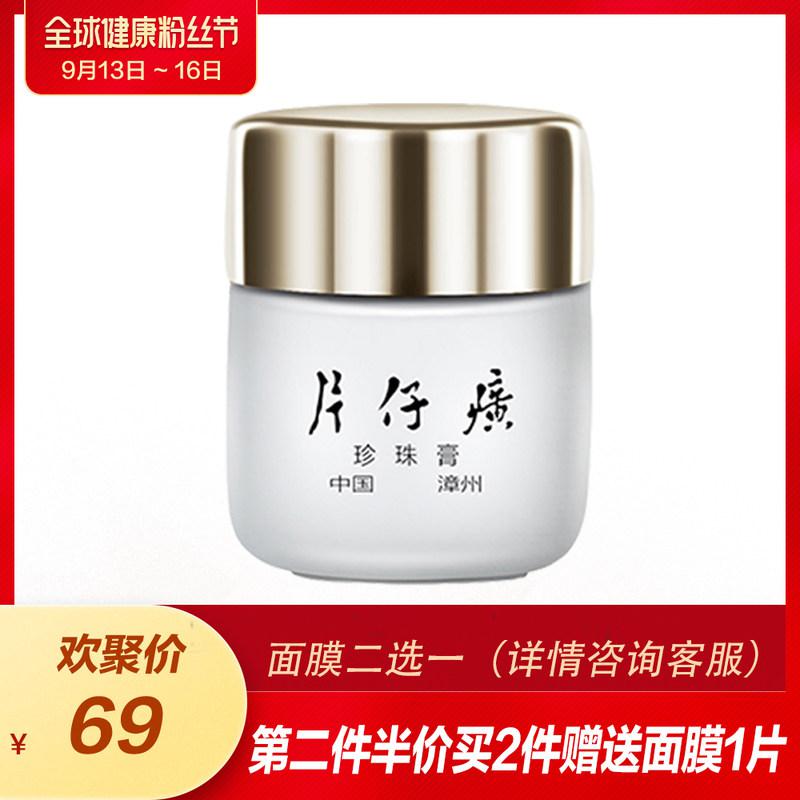 全球健康粉丝节
9月13日 ~ 16日
片仔癀
珍珠膏
中国 漳州
欢聚价
¥ 69
面膜二选一（详情咨询客服）
第二件半价买2件赠送面膜1片